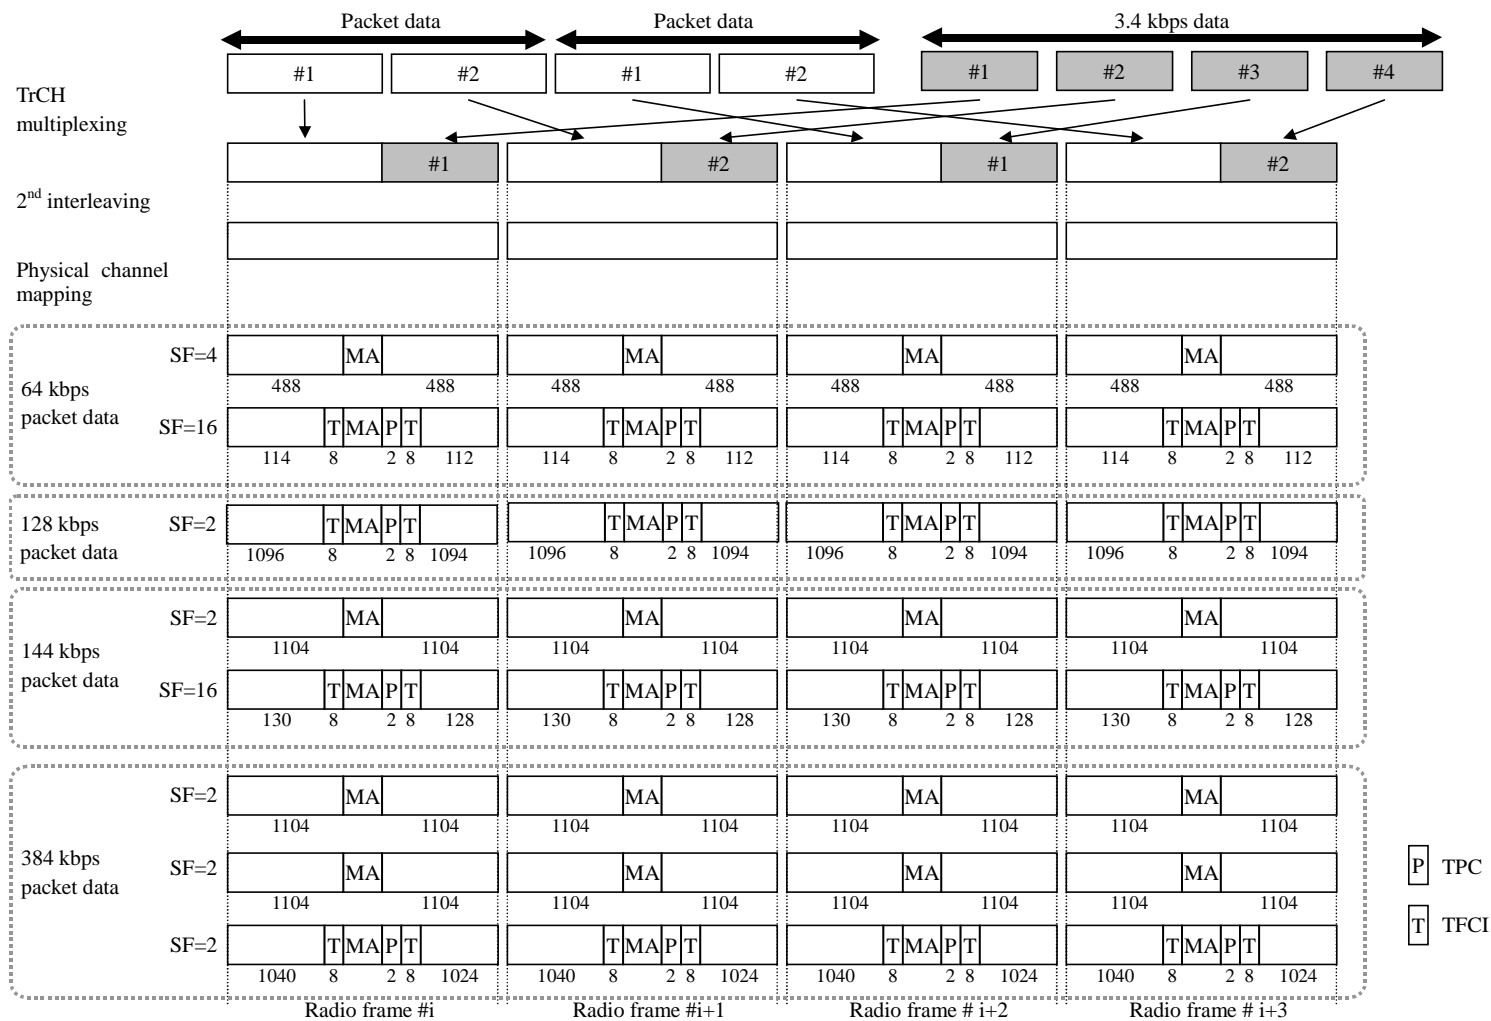 Packet data Packet data 3.4 kbps data
#1 #2 #1 #2 #1 #2 #3 #4
TrCH
multiplexing
#1 #2 #1 #2
2nd interleaving
Physical channel
mapping
64 kbps
packet data
SF=4 MA MA MA MA
488 488 488 488 488 488 488 488
SF=16 T MA P T T MA P T T MA P T T MA P T
114 8 2 8 112 114 8 2 8 112 114 8 2 8 112 114 8 2 8 112
128 kbps
packet data
SF=2 T MA P T T MA P T T MA P T T MA P T
1096 8 2 8 1094 1096 8 2 8 1094 1096 8 2 8 1094 1096 8 2 8 1094
144 kbps
packet data
SF=2 MA MA MA MA
1104 1104 1104 1104 1104 1104 1104 1104
SF=16 T MA P T T MA P T T MA P T T MA P T
130 8 2 8 128 130 8 2 8 128 130 8 2 8 128 130 8 2 8 128
384 kbps
packet data
SF=2 MA MA MA MA
1104 1104 1104 1104 1104 1104 1104 1104
SF=2 MA MA MA MA
1104 1104 1104 1104 1104 1104 1104 1104
SF=2 T MA P T T MA P T T MA P T T MA P T
1040 8 2 8 1024 1040 8 2 8 1024 1040 8 2 8 1024 1040 8 2 8 1024
P TPC
T TFCI
Radio frame #i Radio frame #i+1 Radio frame # i+2 Radio frame # i+3